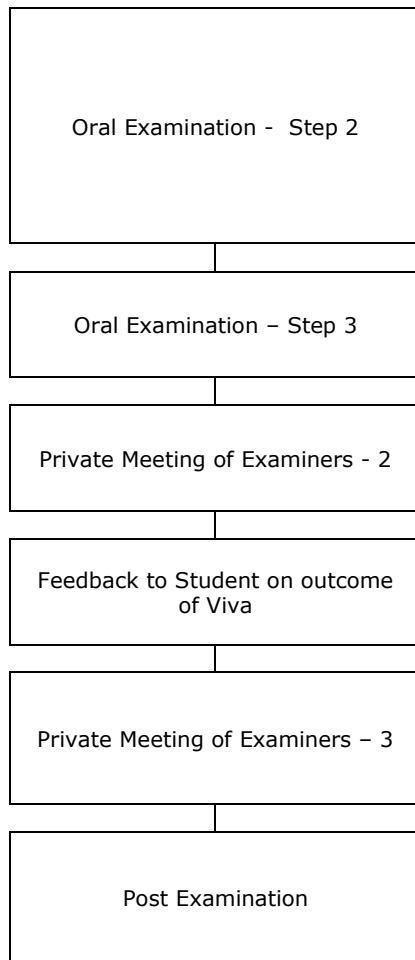 Oral Examination -  Step 2
Oral Examination – Step 3
Private Meeting of Examiners - 2
Feedback to Student on outcome
of Viva
Private Meeting of Examiners – 3
Post Examination